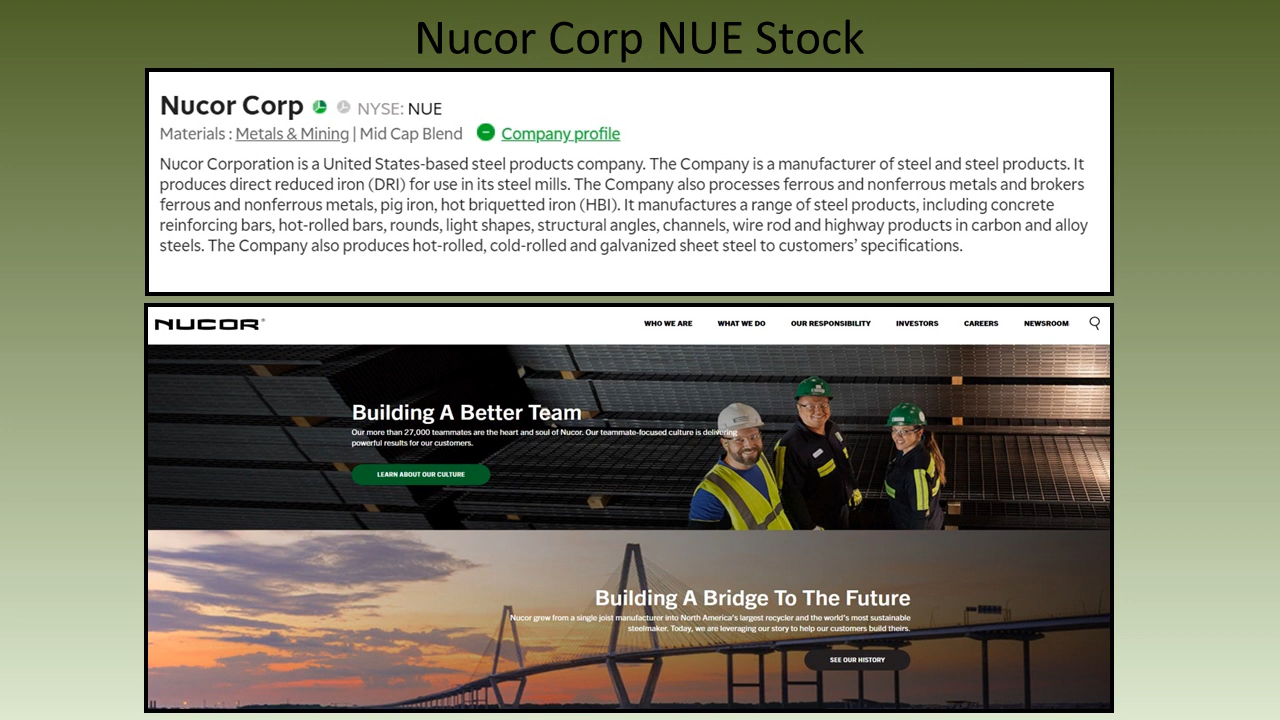 Nucor Corp NUE Stock
Nucor Corp NYSE: NUE
Materials : Metals & Mining | Mid Cap Blend Company profile
Nucor Corporation is a United States-based steel products company. The Company is a manufacturer of steel and steel products. It
produces direct reduced iron (DRI) for use in its steel mills. The Company also processes ferrous and nonferrous metals and brokers
ferrous and nonferrous metals, pig iron, hot briquetted iron (HBI). It manufactures a range of steel products, including concrete
reinforcing bars, hot-rolled bars, rounds, light shapes, structural angles, channels, wire rod and highway products in carbon and alloy
steels. The Company also produces hot-rolled, cold-rolled and galvanized sheet steel to customers’ specifications.
NUCOR® WHO WE ARE WHAT WE DO OUR RESPONSIBILITY INVESTORS CAREERS NEWSROOM
Building A Better Team
Our more than 27,000 teammates are the heart and soul of Nucor. Our teammate-focused culture is delivering
powerful results for our customers.
LEARN ABOUT OUR CULTURE
Building A Bridge To The Future
Nucor grew from a single joist manufacturer into North America's largest recycler and the world's most sustainable
steelmaker. Today, we are leveraging our story to help our customers build theirs.
SEE OUR HISTORY